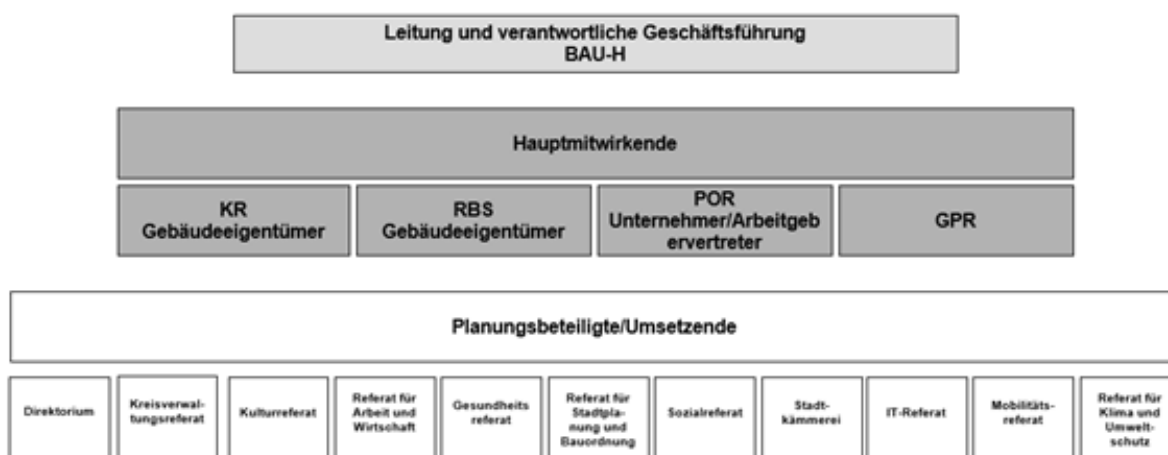 Leitung und verantwortliche Geschäftsführung
BAU-H
Hauptmitwirkende
KR
Gebäudeeigentümer
RBS
Gebäudeeigentümer
POR
Unternehmer/Arbeitgeb
ervertreter
GPR
Planungsbeteiligte/Umsetzende
Direktorium
Kreisverwal-
tungsreferat
Kulturreferat
Referat für
Arbeit und
Wirtschaft
Gesundheits
referat
Referat für
Stadtpla-
nung und
Bauordnung
Sozialreferat
Stadt-
kämmerei
IT-Referat
Mobilitäts-
referat
Referat für
Klima und
Umwelt-
schutz